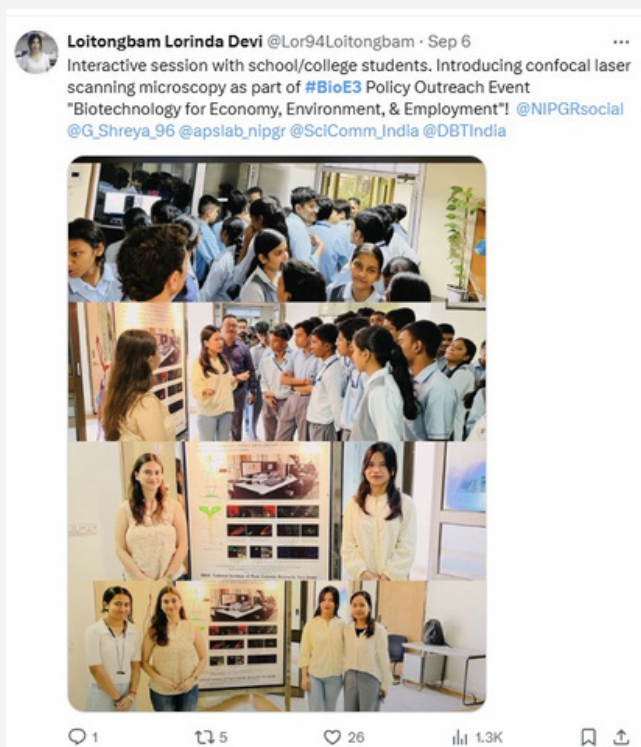 Loitongbam Lorinda Devi @Lor94Loitongbam · Sep 6
Interactive session with school/college students. Introducing confocal laser
scanning microscopy as part of #BioE3 Policy Outreach Event
"Biotechnology for Economy, Environment, & Employment"! @NIPGRsocial
@G_Shreya_96 @apslab_nipgr @SciComm_India @DBTIndia
1 5 26 1.3K